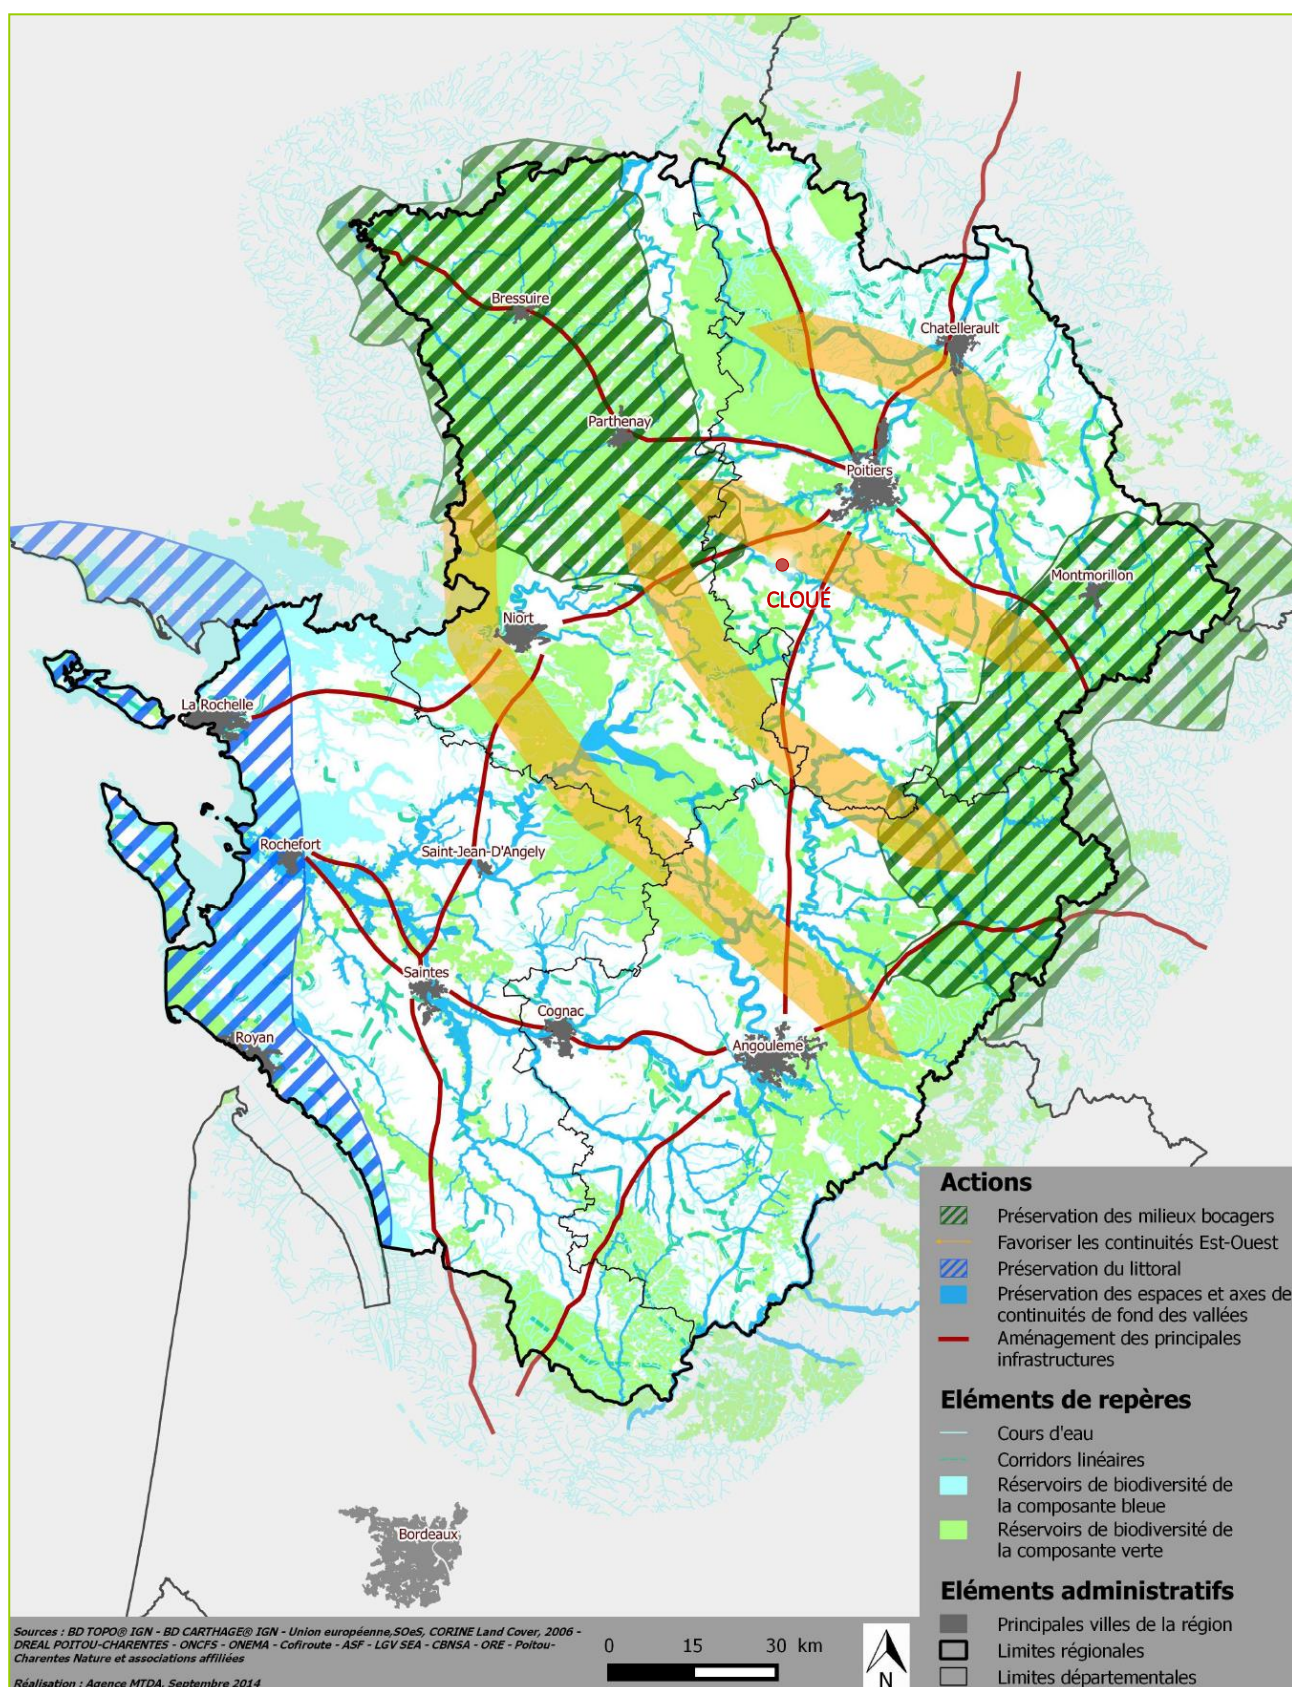 Bressuire
Chatellerault
Parthenay
Poitiers
Montmorillon
CLOUÉ
Niort
La Rochelle
Rochefort
Saint-Jean-D'Angely
Saintes
Cognac
Royan
Angouleme
Bordeaux
Actions
Préservation des milieux bocagers
Favoriser les continuités Est-Ouest
Préservation du littoral
Préservation des espaces et axes de
continuités de fond des vallées
Aménagement des principales
infrastructures
Eléments de repères
Cours d'eau
Corridors linéaires
Réservoirs de biodiversité de
la composante bleue
Réservoirs de biodiversité de
la composante verte
Eléments administratifs
Principales villes de la région
Limites régionales
Limites départementales
Sources : BD TOPO® IGN - BD CARTHAGE® IGN - Union européenne,SOeS, CORINE Land Cover, 2006 -
DREAL POITOU-CHARENTES - ONCFS - ONEMA - Cofiroute - ASF - LGV SEA - CBNSA - ORE - Poitou-
Charentes Nature et associations affiliées
Réalisation : Agence MTDA, Septembre 2014
0 15 30 km
N